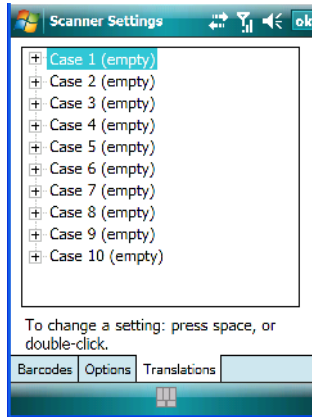 Scanner Settings ok
Case 1 (empty)
Case 2 (empty)
Case 3 (empty)
Case 4 (empty)
Case 5 (empty)
Case 6 (empty)
Case 7 (empty)
Case 8 (empty)
Case 9 (empty)
Case 10 (empty)
To change a setting: press space, or
double-click.
Barcodes Options Translations